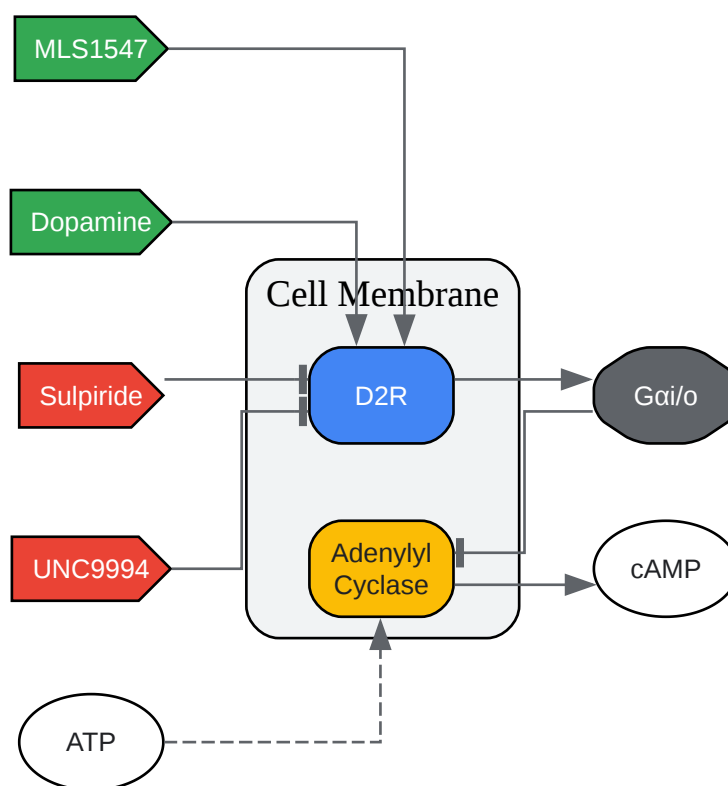 MLS1547
Dopamine
Cell Membrane
Sulpiride
D2R
Gαi/o
UNC9994
Adenylyl
Cyclase
cAMP
ATP